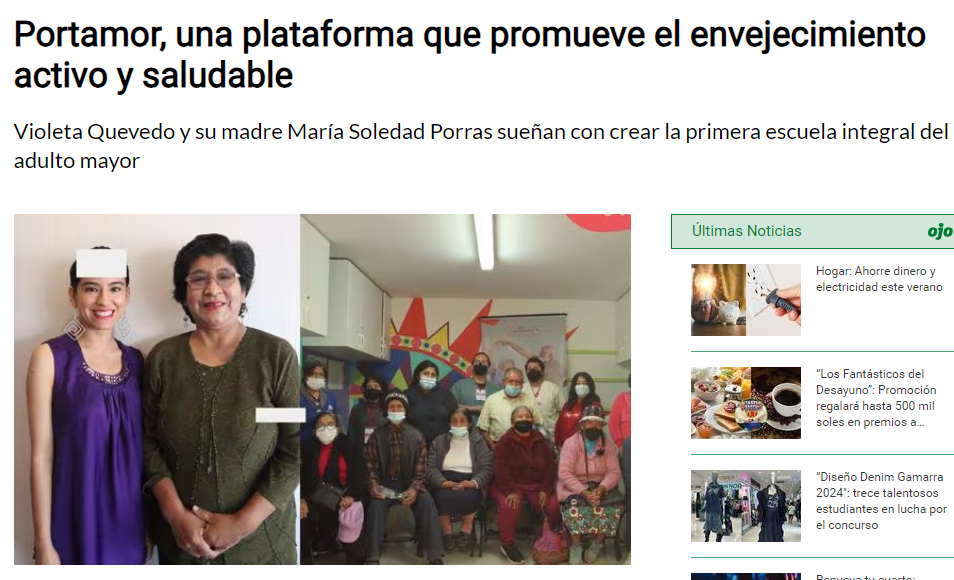 Portamor, una plataforma que promueve el envejecimiento
activo y saludable
Violeta Quevedo y su madre María Soledad Porras sueñan con crear la primera escuela integral del
adulto mayor
Últimas Noticias
ojo
Hogar: Ahorre dinero y
electricidad este verano
“Los Fantásticos del
Desayuno”: Promoción
regalará hasta 500 mil
soles en premios a...
“Diseño Denim Gamarra
2024”: trece talentosos
estudiantes en lucha por
el concurso
Renueva tu cuarto: